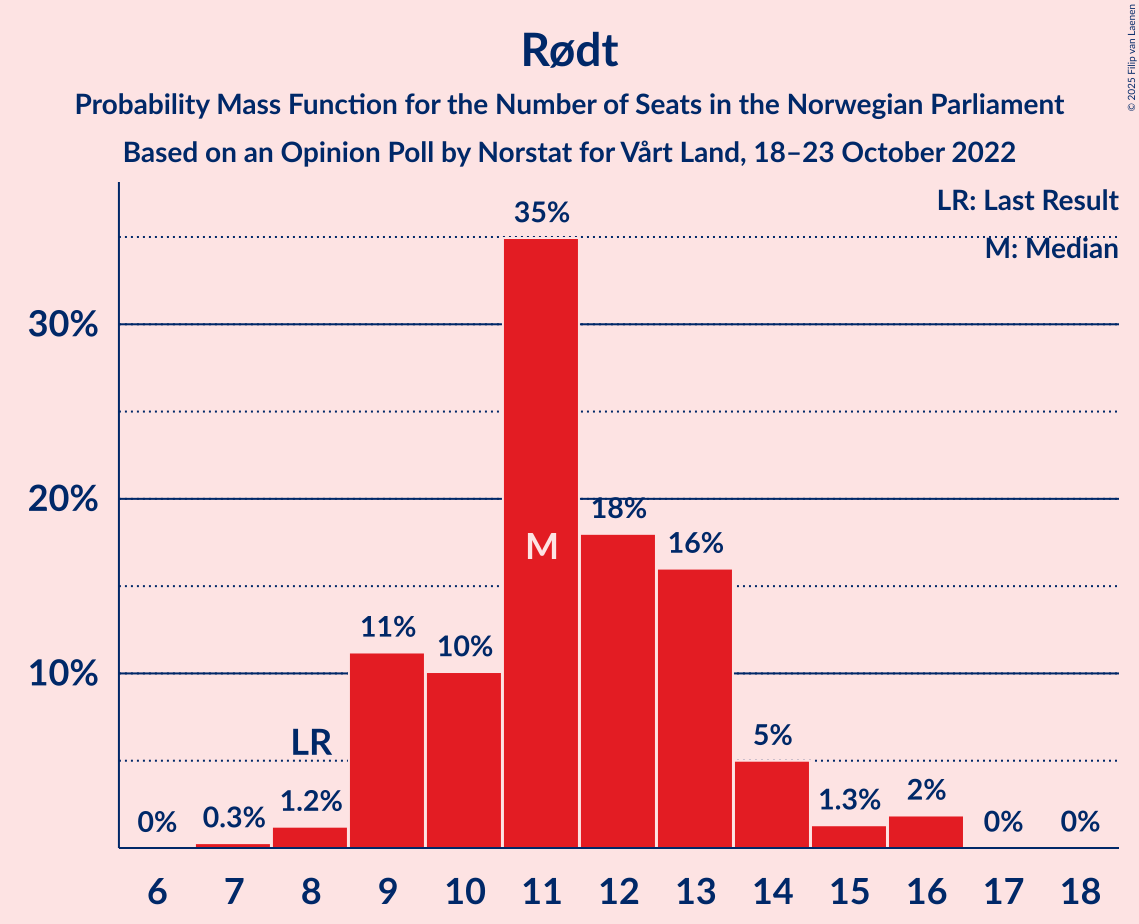 Rødt
Probability Mass Function for the Number of Seats in the Norwegian Parliament
Based on an Opinion Poll by Norstat for Vårt Land, 18–23 October 2022
© 2025 Filip van Laenen
LR: Last Result
M: Median
35%
30%
20%
18%
M
16%
11%
10%
10%
LR
5%
0%
0.3%
1.2%
1.3%
2%
0%
0%
6 7 8 9 10 11 12 13 14 15 16 17 18